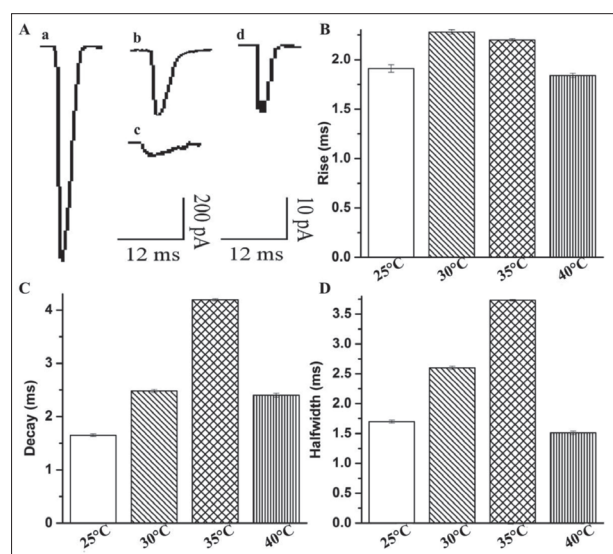 A
a
b
d
c
200 pA
12 ms
10 pA
12 ms
B
Rise (ms)
2.0
1.5
1.0
0.5
0.0
25°C
30°C
35°C
40°C
C
Decay (ms)
4
3
2
1
0
25°C
30°C
35°C
40°C
D
Halfwidth (ms)
3.5
3.0
2.5
2.0
1.5
1.0
0.5
0.0
25°C
30°C
35°C
40°C